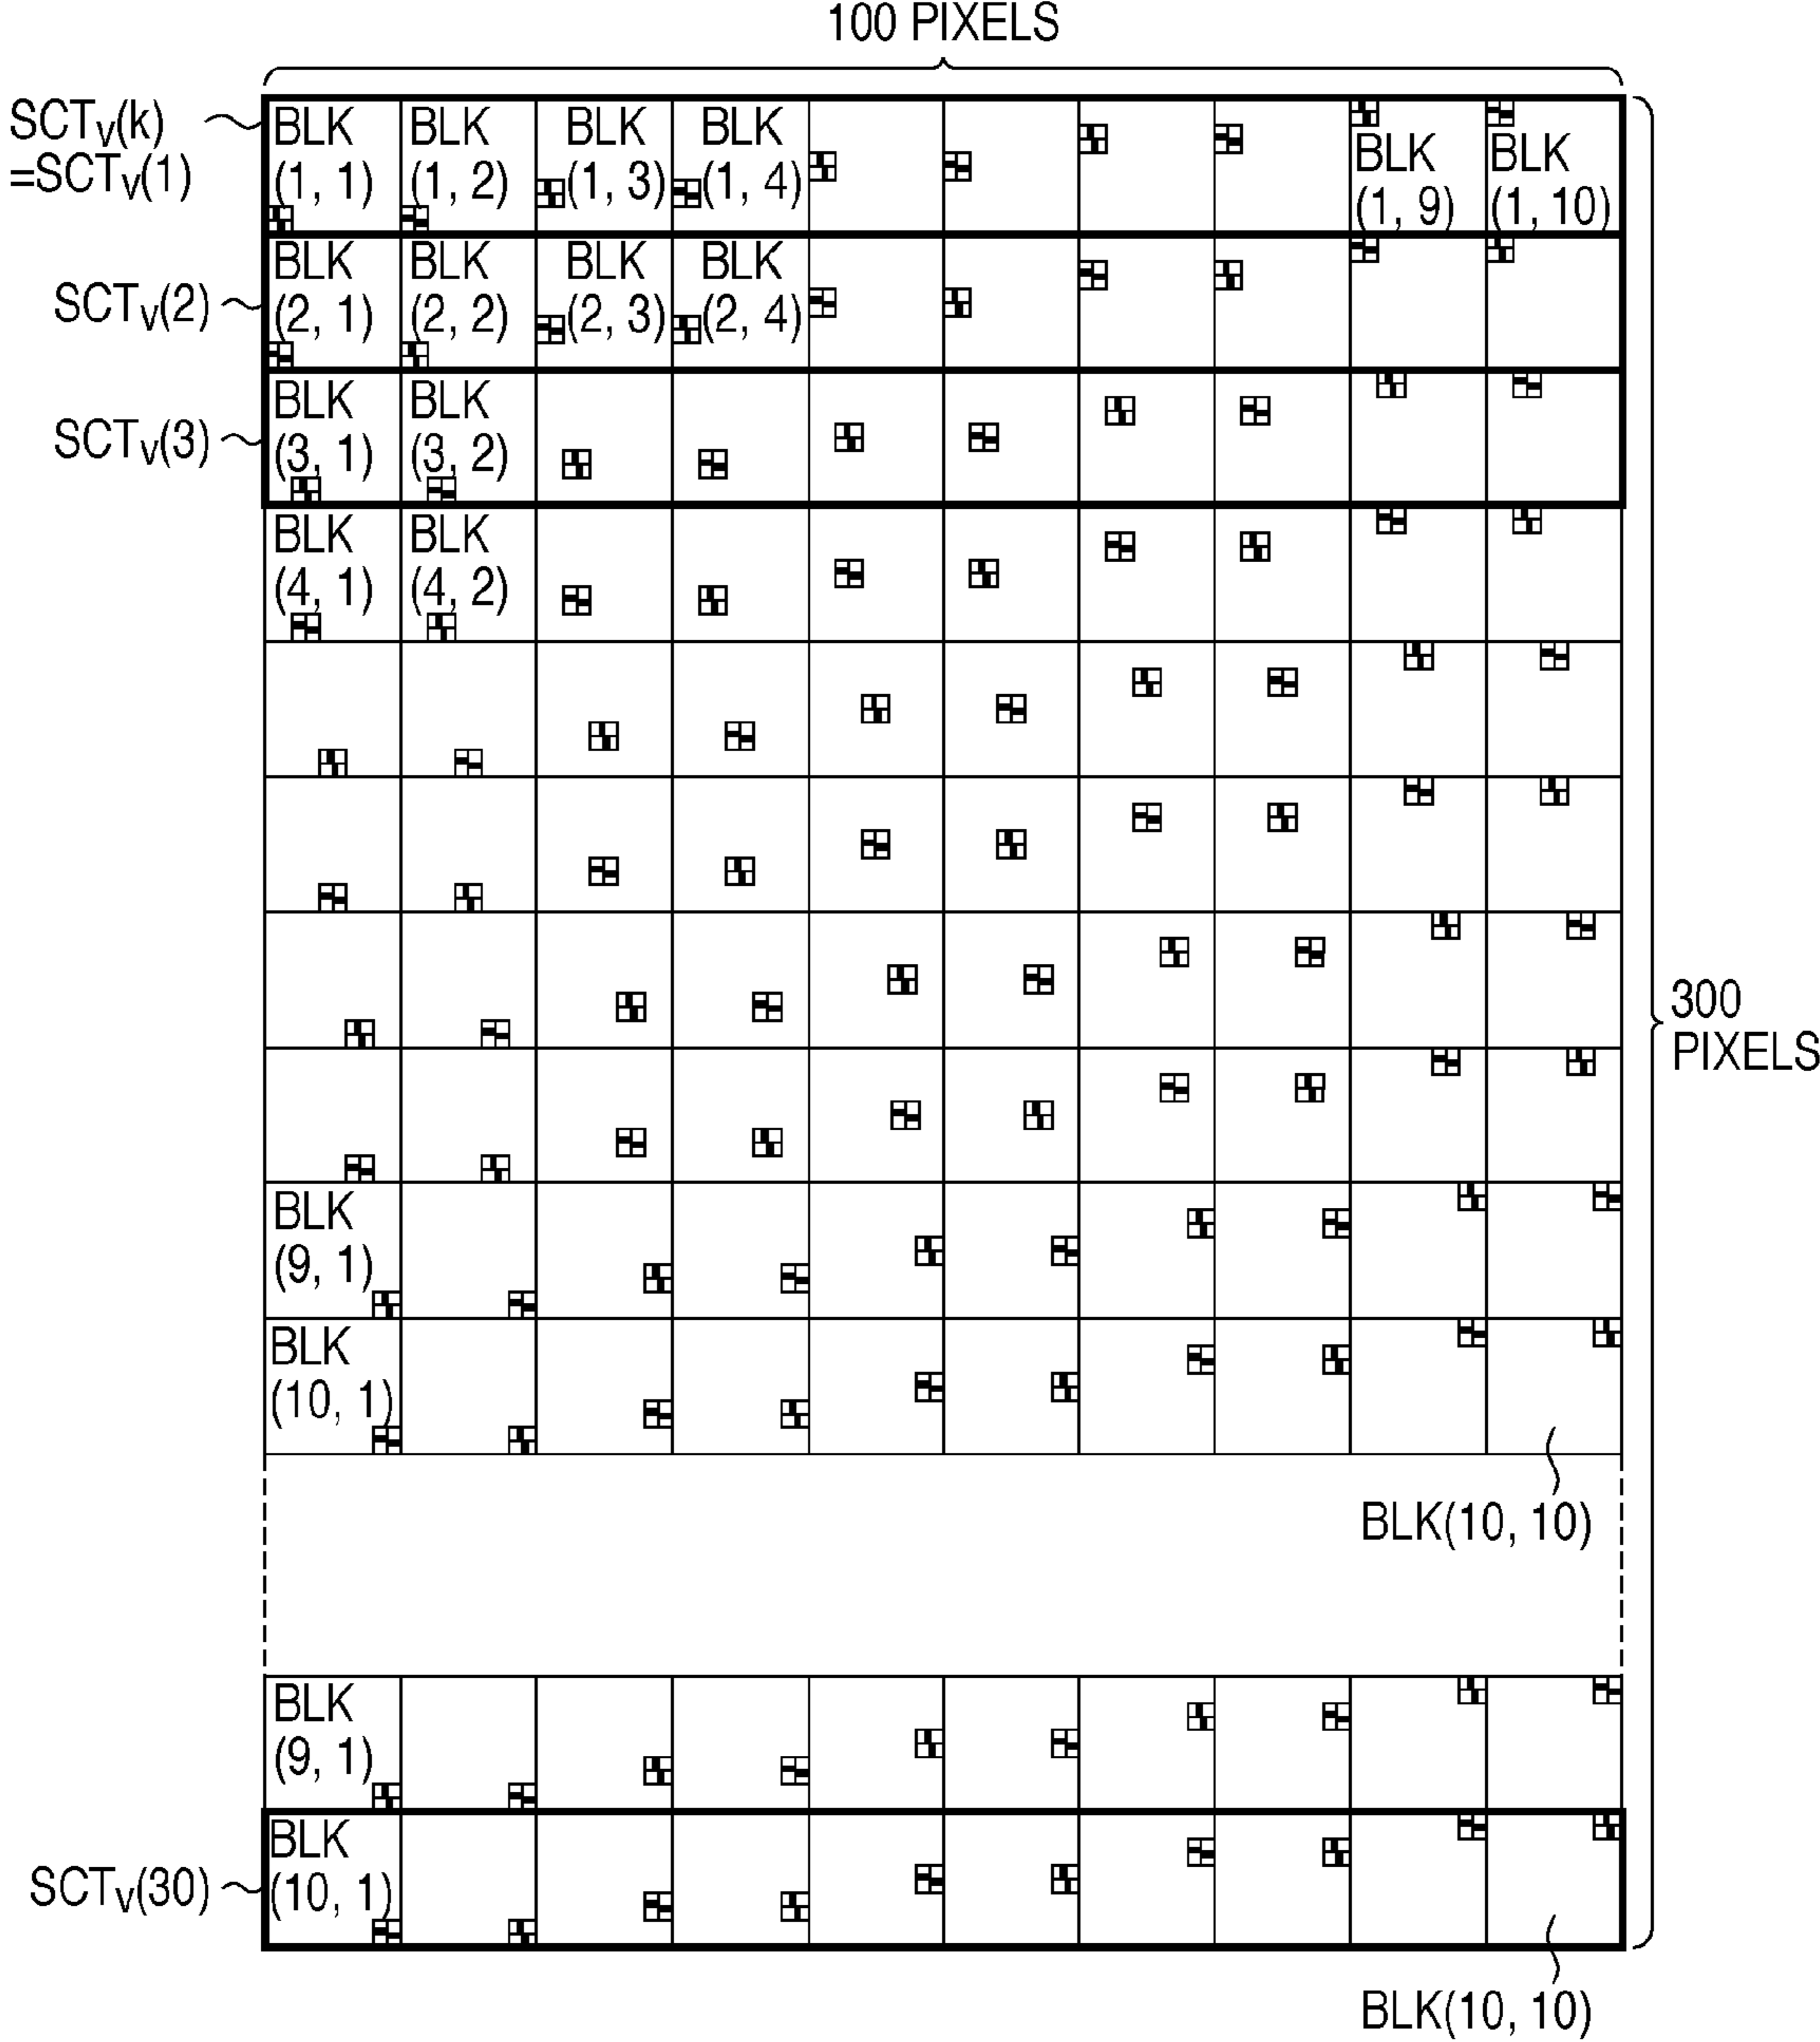 100 PIXELS
SCTV(k)
=SCTV(1)
BLK
(1, 1)
BLK
(1, 2)
BLK
(1, 3)
BLK
(1, 4)
BLK
(1, 9)
BLK
(1, 10)
SCTV(2)
BLK
(2, 1)
BLK
(2, 2)
BLK
(2, 3)
BLK
(2, 4)
SCTV(3)
BLK
(3, 1)
BLK
(3, 2)
BLK
(4, 1)
BLK
(4, 2)
300
PIXELS
BLK
(9, 1)
BLK
(10, 1)
BLK(10, 10)
BLK
(9, 1)
SCTV(30)
BLK
(10, 1)
BLK(10, 10)